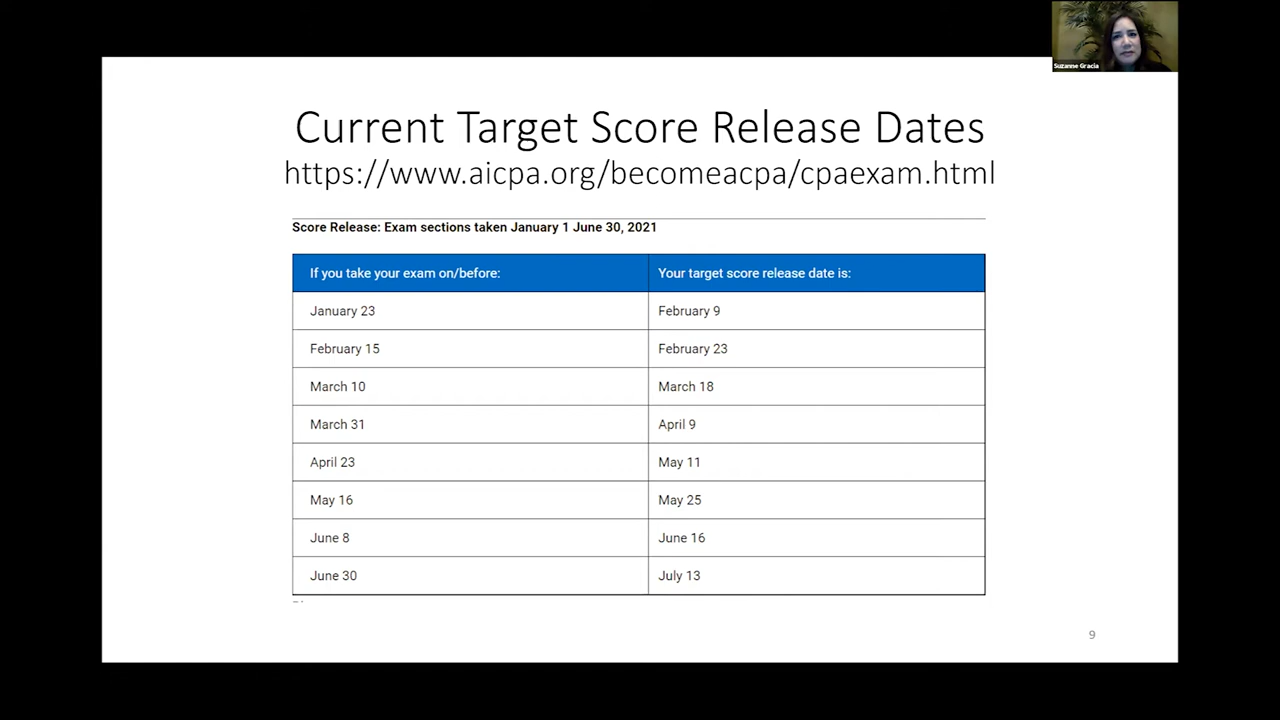 Suzanne Gracia
Current Target Score Release Dates
https://www.aicpa.org/becomeacpa/cpaexam.html
Score Release: Exam sections taken January 1 June 30, 2021
If you take your exam on/before: Your target score release date is:
January 23 February 9
February 15 February 23
March 10 March 18
March 31 April 9
April 23 May 11
May 16 May 25
June 8 June 16
June 30 July 13
9